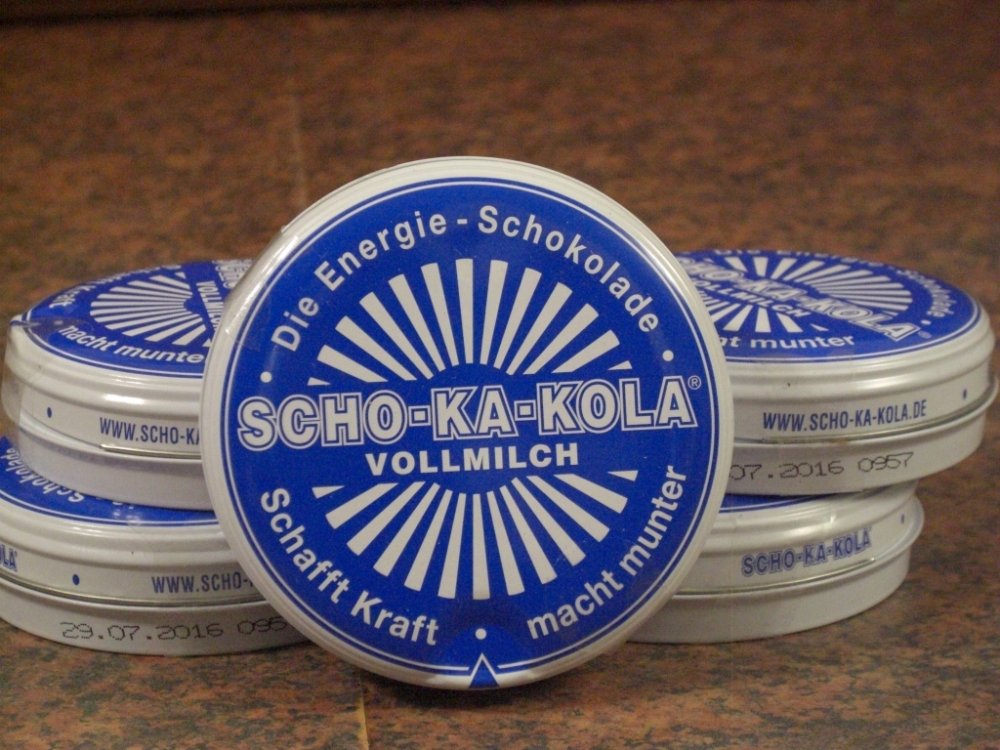 Die Energie - Schokolade
SCHO-KA-KOLA®
VOLLMILCH
Schafft Kraft • macht munter
macht munter
WWW.SCHO-KA
Schokolade
WWW.SCHO-
29.07.2016 095
VOLLMILCH
SCHO-KA-KOLA
munter
WWW.SCHO-KA-KOLA.DE
07.2016 0957
SCHO-KA-KOLA®